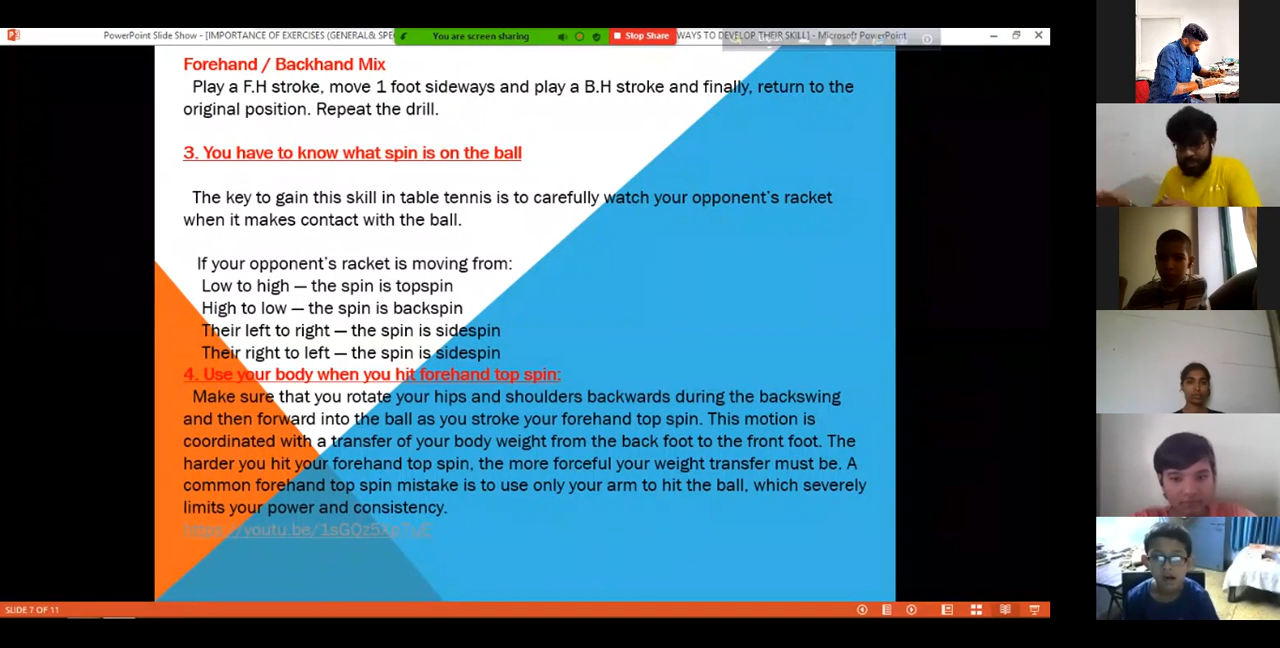 PowerPoint Slide Show - [IMPORTANCE OF EXERCISES (GENERAL& SPE
You are screen sharing
Stop Share
WAYS TO DEVELOP THEIR SKILL] - Microsoft PowerPoint
Forehand / Backhand Mix
Play a F.H stroke, move 1 foot sideways and play a B.H stroke and finally, return to the
original position. Repeat the drill.
3. You have to know what spin is on the ball
The key to gain this skill in table tennis is to carefully watch your opponent's racket
when it makes contact with the ball.
If your opponent's racket is moving from:
Low to high — the spin is topspin
High to low — the spin is backspin
Their left to right — the spin is sidespin
Their right to left — the spin is sidespin
4. Use your body when you hit forehand top spin:
Make sure that you rotate your hips and shoulders backwards during the backswing
and then forward into the ball as you stroke your forehand top spin. This motion is
coordinated with a transfer of your body weight from the back foot to the front foot. The
harder you hit your forehand top spin, the more forceful your weight transfer must be. A
common forehand top spin mistake is to use only your arm to hit the ball, which severely
limits your power and consistency.
SLIDE 7 OF 11